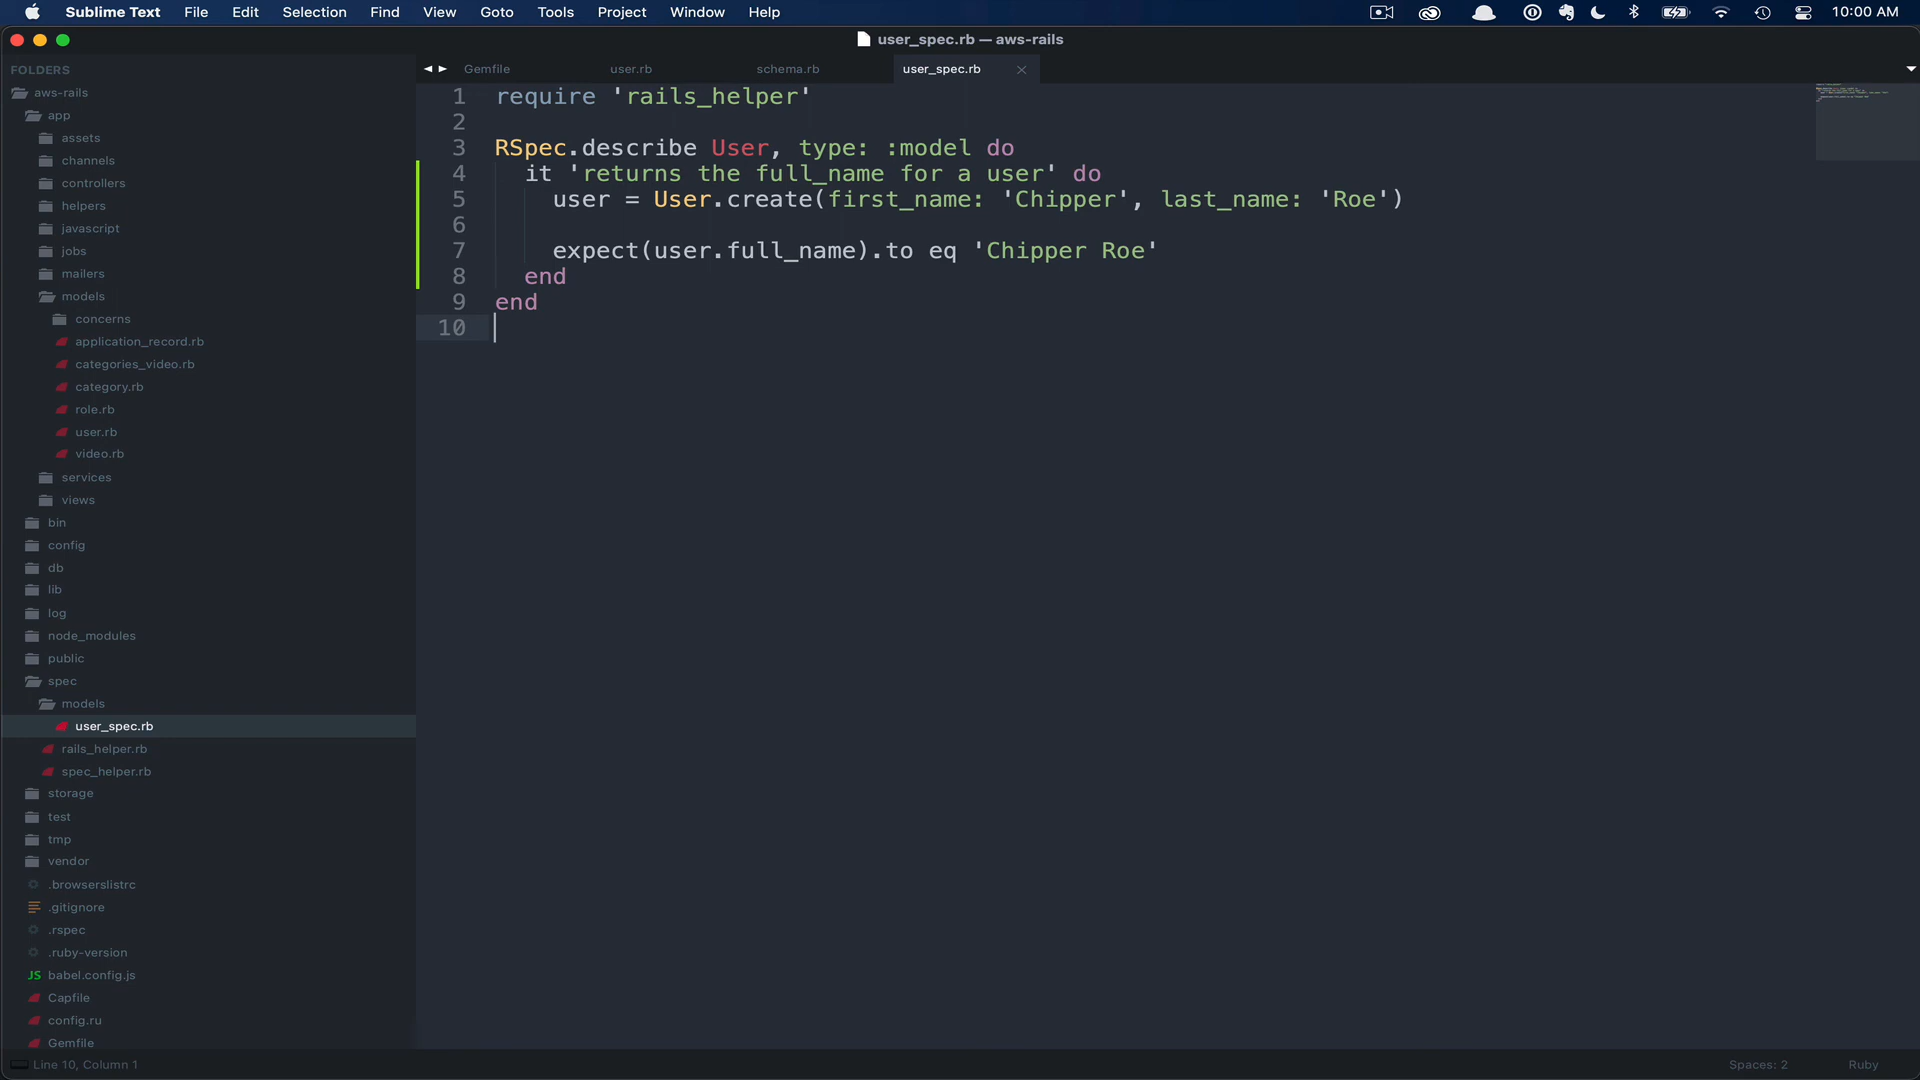 Sublime Text File Edit Selection Find View Goto Tools Project Window Help 10:00 AM
user_spec.rb — aws-rails
FOLDERS
aws-rails
app
assets
channels
controllers
helpers
javascript
jobs
mailers
models
concerns
application_record.rb
categories_video.rb
category.rb
role.rb
user.rb
video.rb
services
views
bin
config
db
lib
log
node_modules
public
spec
models
user_spec.rb
rails_helper.rb
spec_helper.rb
storage
test
tmp
vendor
.browserslistrc
.gitignore
.rspec
.ruby-version
JS babel.config.js
Capfile
config.ru
Gemfile
Gemfile user.rb schema.rb user_spec.rb
1 require 'rails_helper'
2
3 RSpec.describe User, type: :model do
4 it 'returns the full_name for a user' do
5 user = User.create(first_name: 'Chipper', last_name: 'Roe')
6
7 expect(user.full_name).to eq 'Chipper Roe'
8 end
9 end
10
Line 10, Column 1 Spaces: 2 Ruby